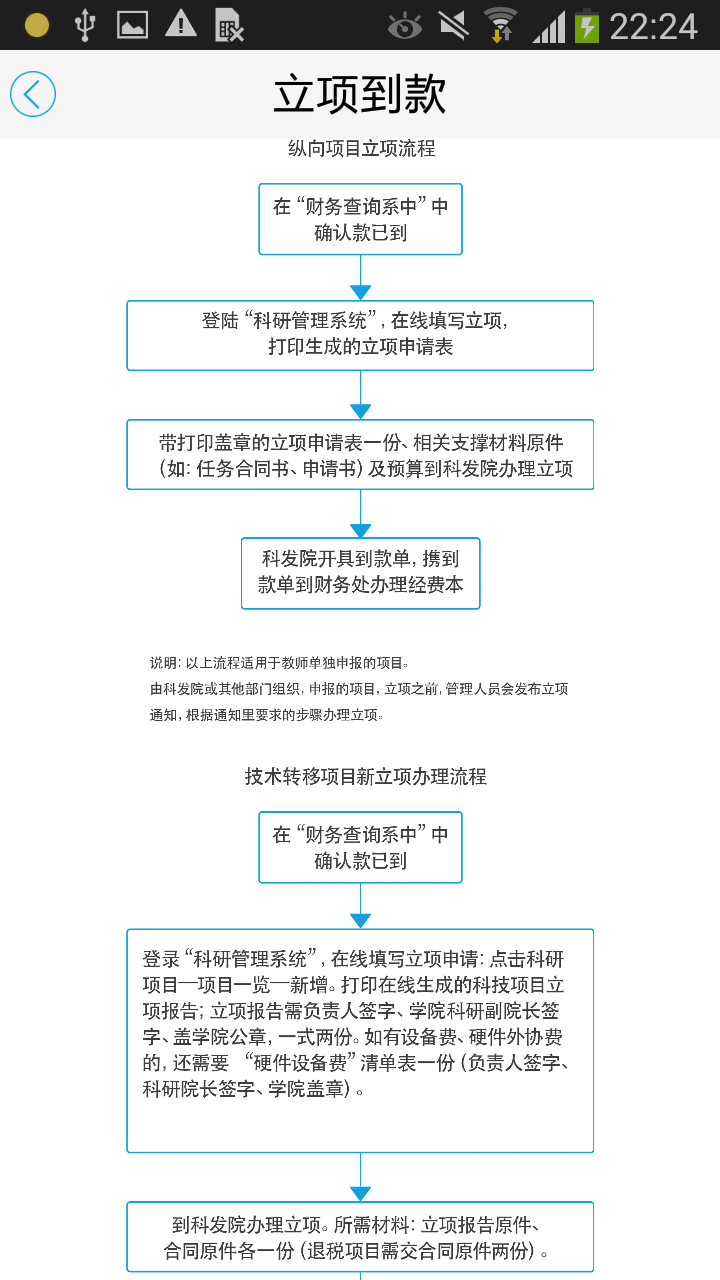 22:24
立项到款
纵向项目立项流程
在“财务查询系中”中
确认款已到
登陆“科研管理系统”,在线填写立项,
打印生成的立项申请表
带打印盖章的立项申请表一份、相关支撑材料原件
(如:任务合同书、申请书)及预算到科发院办理立项
科发院开具到款单,携到
款单到财务处办理经费本
说明:以上流程适用于教师单独申报的项目。
由科发院或其他部门组织,申报的项目,立项之前,管理人员会发布立项
通知,根据通知里要求的步骤办理立项。
技术转移项目新立项办理流程
在“财务查询系中”中
确认款已到
登录“科研管理系统”,在线填写立项申请:点击科研
项目—项目一览—新增。打印在线生成的科技项目立
项报告;立项报告需负责人签字、学院科研副院长签
字、盖学院公章,一式两份。如有设备费、硬件外协费
的,还需要 “硬件设备费”清单表一份(负责人签字、
科研院长签字、学院盖章)。
到科发院办理立项。所需材料:立项报告原件、
合同原件各一份(退税项目需交合同原件两份)。